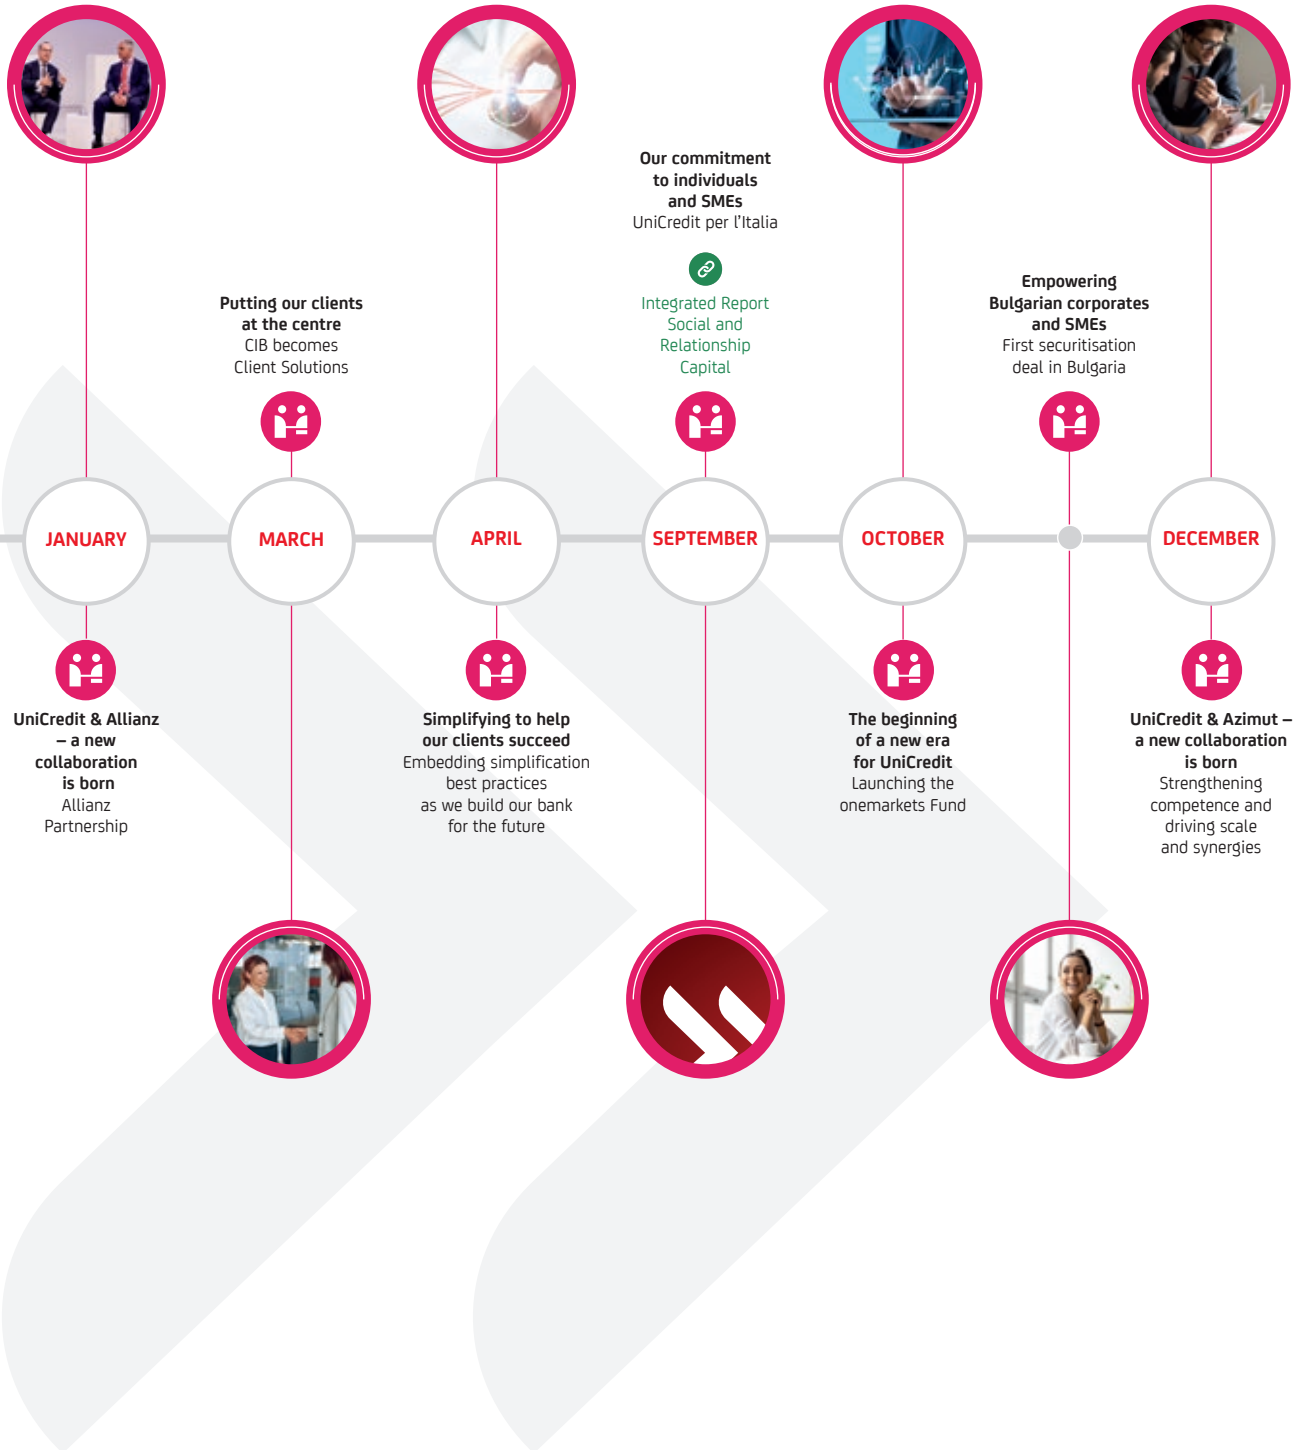 Our commitment
to individuals
and SMEs
UniCredit per l’Italia
Integrated Report
Social and
Relationship
Capital
Putting our clients
at the centre
CIB becomes
Client Solutions
Empowering
Bulgarian corporates
and SMEs
First securitisation
deal in Bulgaria
JANUARY
MARCH
APRIL
SEPTEMBER
OCTOBER
DECEMBER
UniCredit & Allianz
– a new
collaboration
is born
Allianz
Partnership
Simplifying to help
our clients succeed
Embedding simplification
best practices
as we build our bank
for the future
The beginning
of a new era
for UniCredit
Launching the
onemarkets Fund
UniCredit & Azimut –
a new collaboration
is born
Strengthening
competence and
driving scale
and synergies